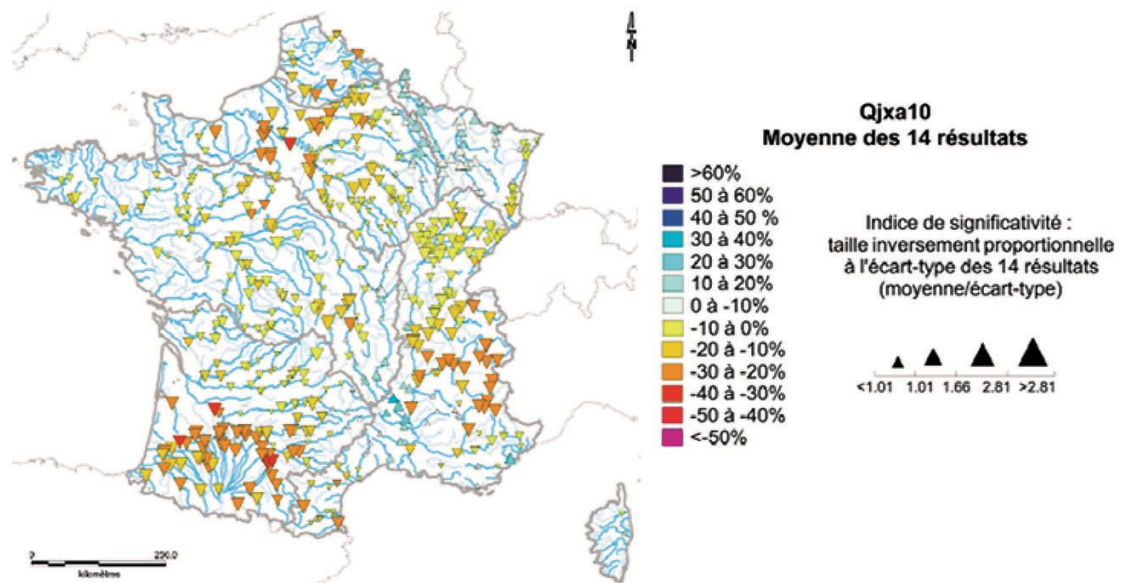 N
Qjxa10
Moyenne des 14 résultats
>60%
50 à 60%
40 à 50 %
30 à 40%
20 à 30%
10 à 20%
0 à -10%
-10 à 0%
-20 à -10%
-30 à -20%
-40 à -30%
-50 à -40%
<-50%
Indice de significativité :
taille inversement proportionnelle
à l'écart-type des 14 résultats
(moyenne/écart-type)
<1.01 1.01 1.66 2.81 >2.81
0 250.0
kilomètres